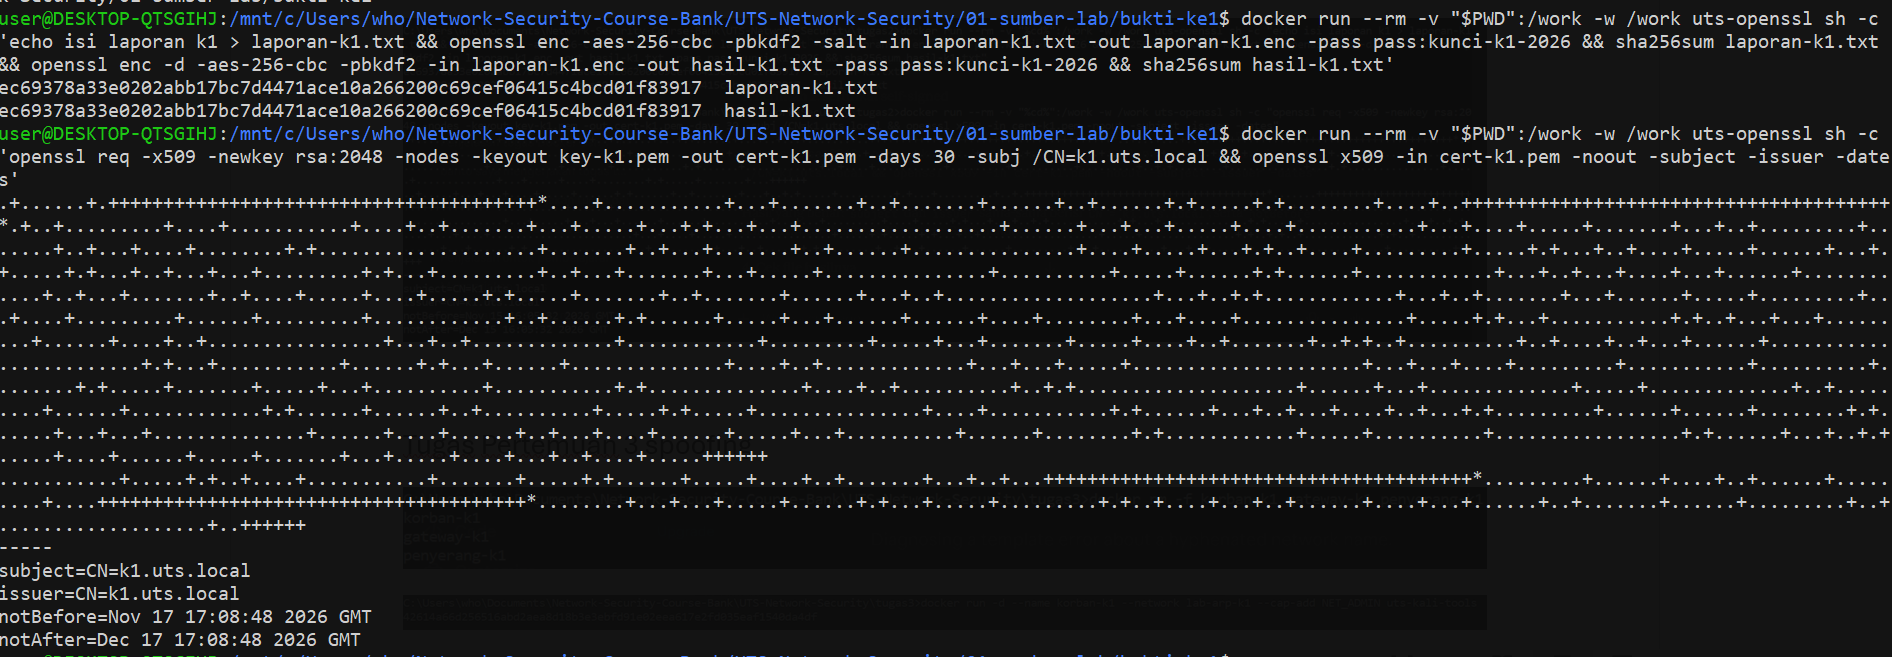 user@DESKTOP-QTSGIHJ:/mnt/c/Users/who/Network-Security-Course-Bank/UTS-Network-Security/01-sumber-lab/bukti-ke1$ docker run --rm -v "$PWD":/work -w /work uts-openssl sh -c
'echo isi laporan k1 > laporan-k1.txt && openssl enc -aes-256-cbc -pbkdf2 -salt -in laporan-k1.txt -out laporan-k1.enc -pass pass:kunci-k1-2026 && sha256sum laporan-k1.txt
&& openssl enc -d -aes-256-cbc -pbkdf2 -in laporan-k1.enc -out hasil-k1.txt -pass pass:kunci-k1-2026 && sha256sum hasil-k1.txt'
ec69378a33e0202abb17bc7d4471ace10a266200c69cef06415c4bcd01f83917  laporan-k1.txt
ec69378a33e0202abb17bc7d4471ace10a266200c69cef06415c4bcd01f83917  hasil-k1.txt
user@DESKTOP-QTSGIHJ:/mnt/c/Users/who/Network-Security-Course-Bank/UTS-Network-Security/01-sumber-lab/bukti-ke1$ docker run --rm -v "$PWD":/work -w /work uts-openssl sh -c
'openssl req -x509 -newkey rsa:2048 -nodes -keyout key-k1.pem -out cert-k1.pem -days 30 -subj /CN=k1.uts.local && openssl x509 -in cert-k1.pem -noout -subject -issuer -date
s'
-----
subject=CN=k1.uts.local
issuer=CN=k1.uts.local
notBefore=Nov 17 17:08:48 2026 GMT
notAfter=Dec 17 17:08:48 2026 GMT